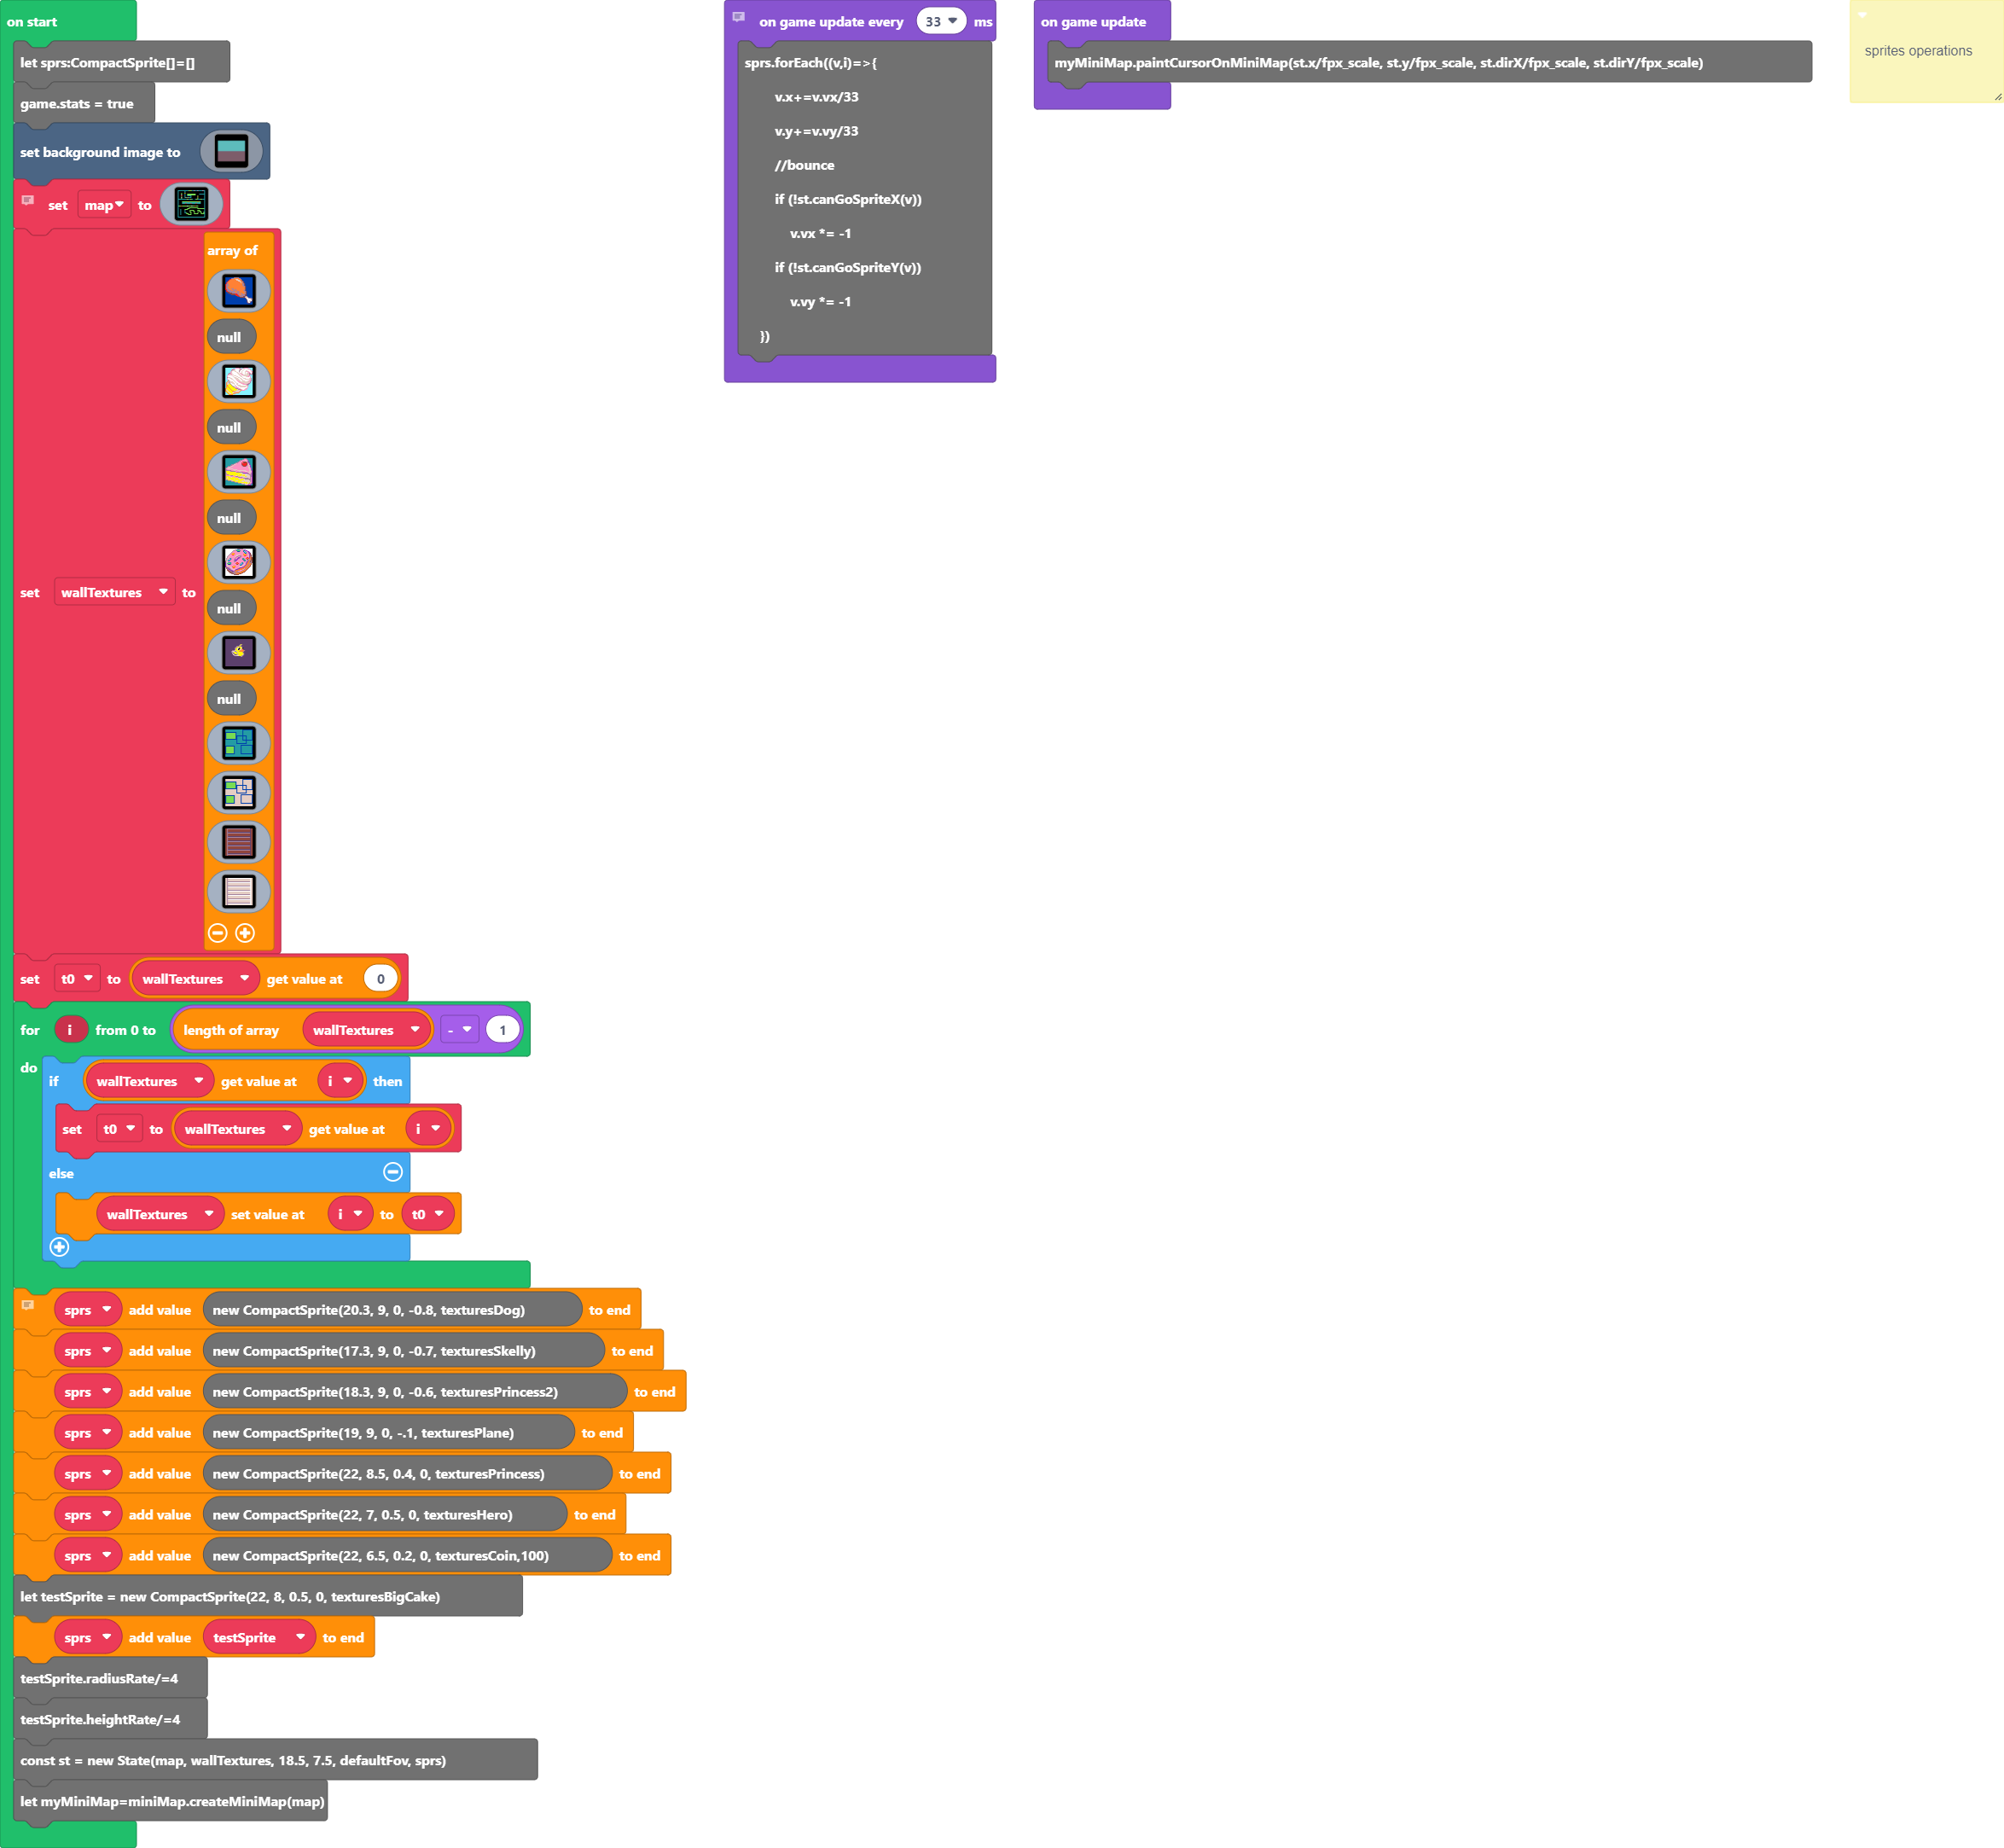 on start
let sprs:CompactSprite[]=[]
game.stats = true
set background image to
set map to
set wallTextures to
array of
null
null
null
null
null
set t0 to wallTextures get value at 0
for i from 0 to length of array wallTextures - 1
do
if wallTextures get value at i then
set t0 to wallTextures get value at i
else
wallTextures set value at i to t0
sprs add value new CompactSprite(20.3, 9, 0, -0.8, texturesDog) to end
sprs add value new CompactSprite(17.3, 9, 0, -0.7, texturesSkelly) to end
sprs add value new CompactSprite(18.3, 9, 0, -0.6, texturesPrincess2) to end
sprs add value new CompactSprite(19, 9, 0, -.1, texturesPlane) to end
sprs add value new CompactSprite(22, 8.5, 0.4, 0, texturesPrincess) to end
sprs add value new CompactSprite(22, 7, 0.5, 0, texturesHero) to end
sprs add value new CompactSprite(22, 6.5, 0.2, 0, texturesCoin,100) to end
let testSprite = new CompactSprite(22, 8, 0.5, 0, texturesBigCake)
sprs add value testSprite to end
testSprite.radiusRate/=4
testSprite.heightRate/=4
const st = new State(map, wallTextures, 18.5, 7.5, defaultFov, sprs)
let myMiniMap=miniMap.createMiniMap(map)
on game update every 33 ms
sprs.forEach((v,i)=>{
v.x+=v.vx/33
v.y+=v.vy/33
//bounce
if (!st.canGoSpriteX(v))
v.vx *= -1
if (!st.canGoSpriteY(v))
v.vy *= -1
})
on game update
myMiniMap.paintCursorOnMiniMap(st.x/fpx_scale, st.y/fpx_scale, st.dirX/fpx_scale, st.dirY/fpx_scale)
sprites operations